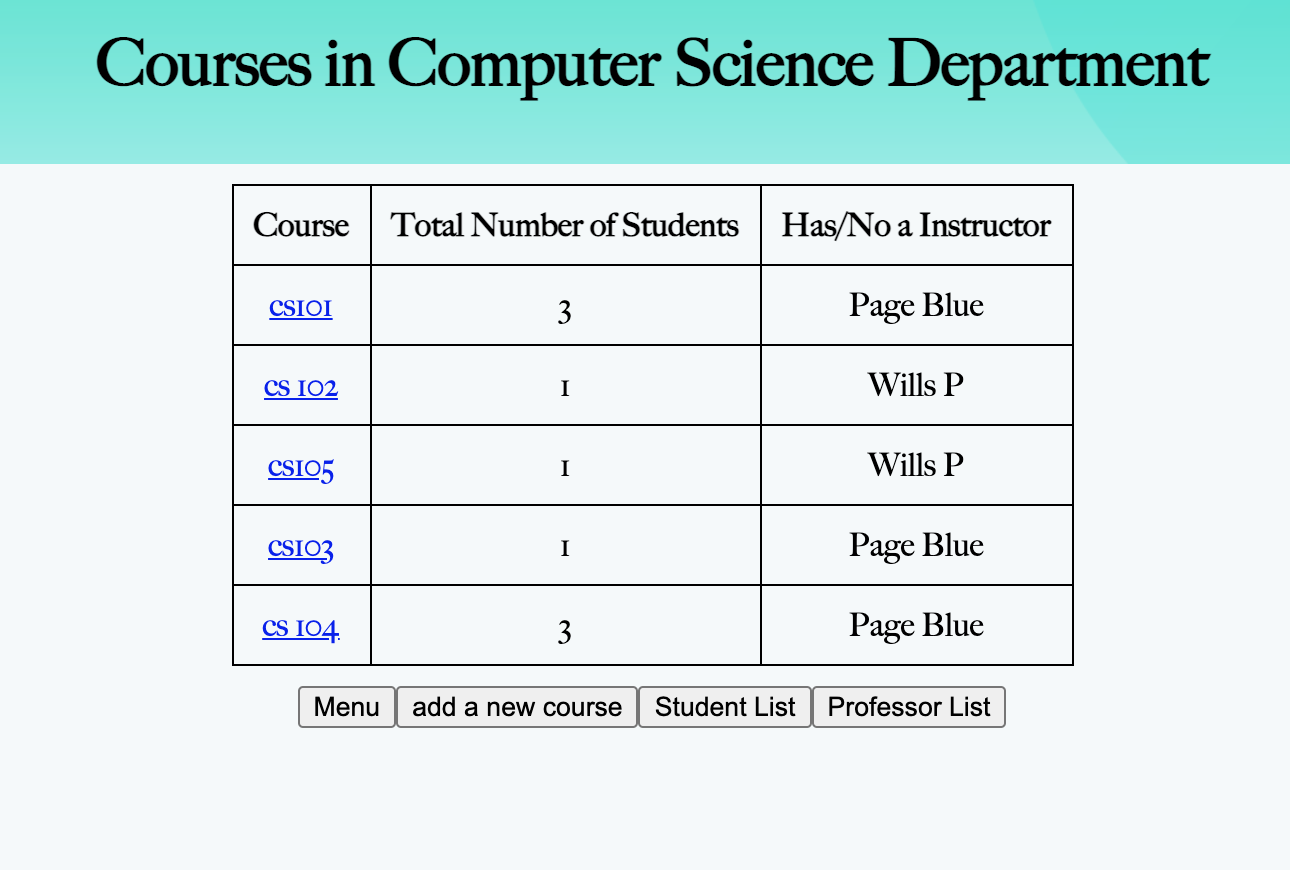 Courses in Computer Science Department
Course Total Number of Students Has/No a Instructor
cs101 3 Page Blue
cs 102 1 Wills P
cs105 1 Wills P
cs103 1 Page Blue
cs 104 3 Page Blue
Menu add a new course Student List Professor List